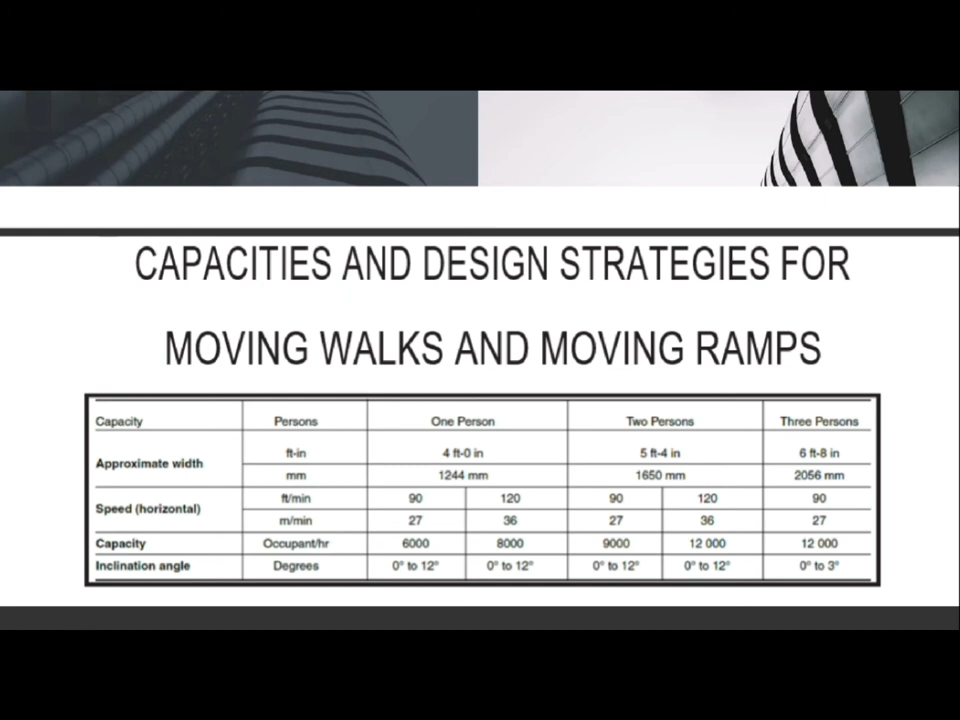 CAPACITIES AND DESIGN STRATEGIES FOR
MOVING WALKS AND MOVING RAMPS
Capacity Persons One Person Two Persons Three Persons
Approximate width ft-in 4 ft-0 in 5 ft-4 in 6 ft-8 in
mm 1244 mm 1650 mm 2056 mm
Speed (horizontal) ft/min 90 120 90 120 90
m/min 27 36 27 36 27
Capacity Occupant/hr 6000 8000 9000 12 000 12 000
Inclination angle Degrees 0° to 12° 0° to 12° 0° to 12° 0° to 12° 0° to 3°